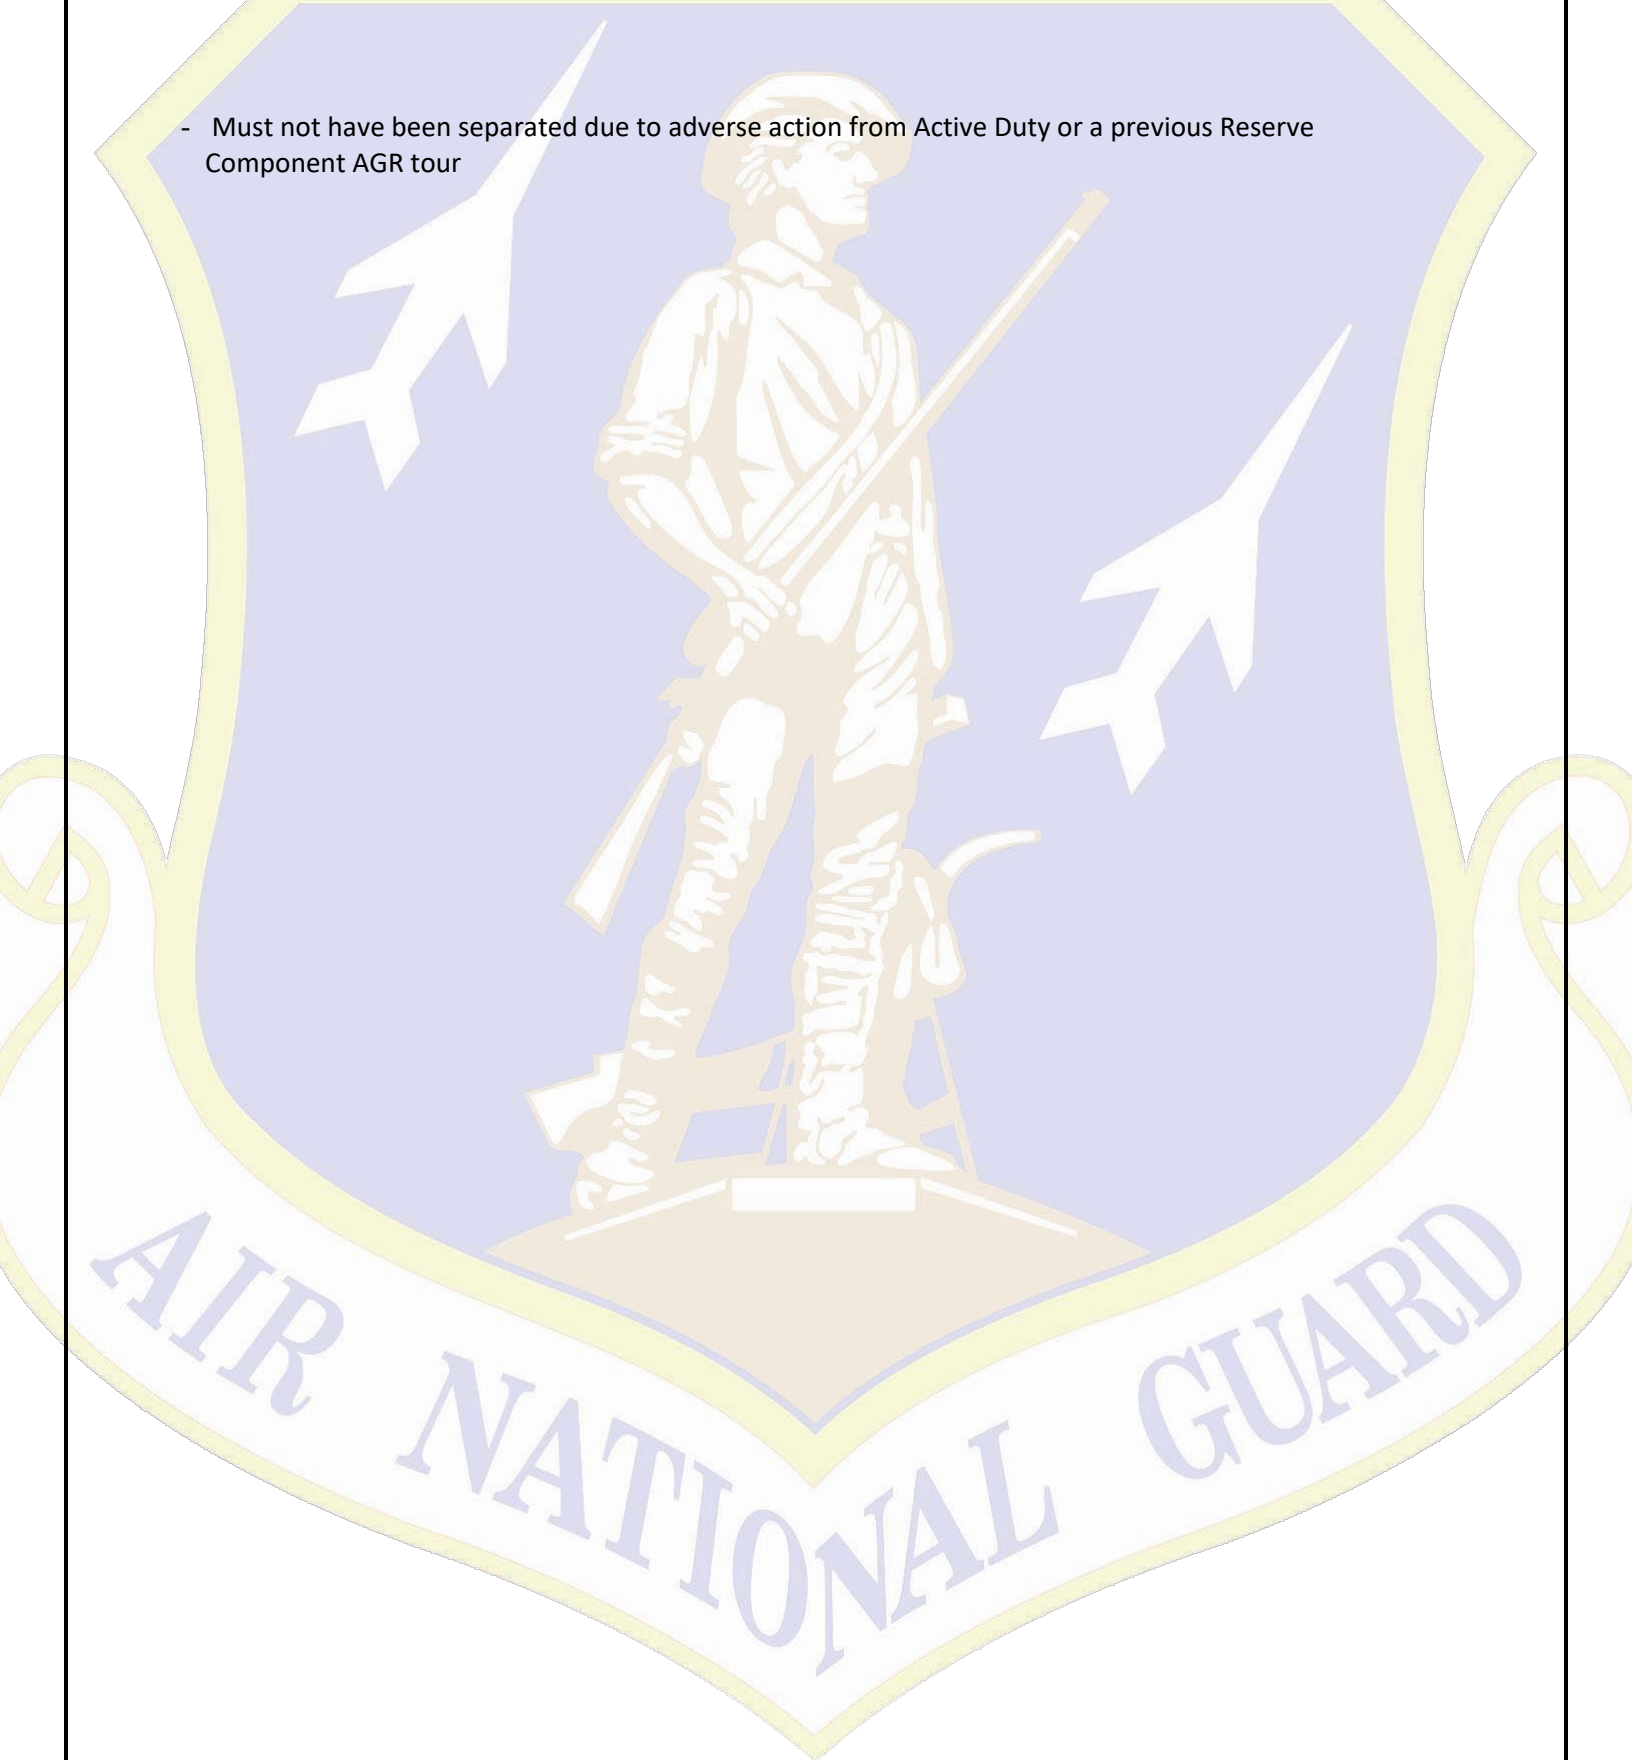 - Must not have been separated due to adverse action from Active Duty or a previous Reserve
Component AGR tour
AIR NATIONAL GUARD